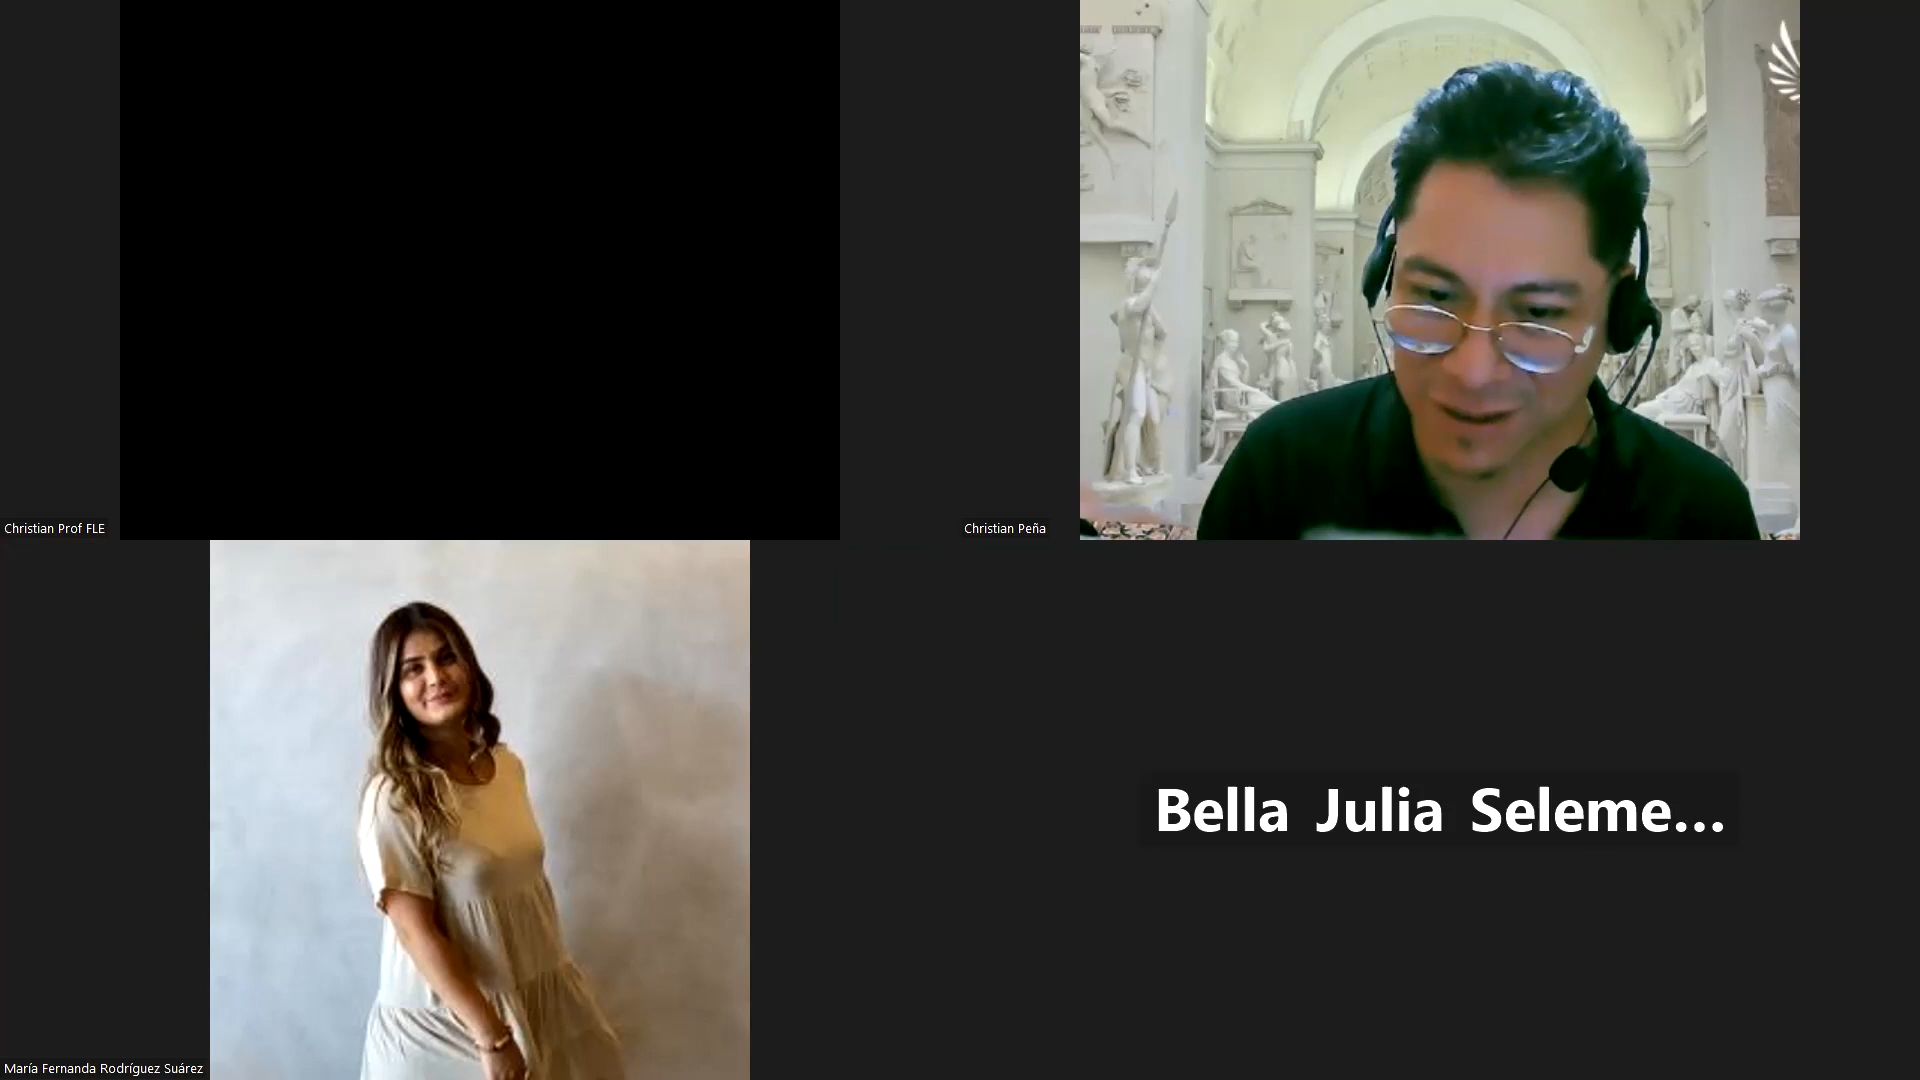 Christian Prof FLE
Christian Peña
Bella Julia Seleme...
María Fernanda Rodríguez Suárez